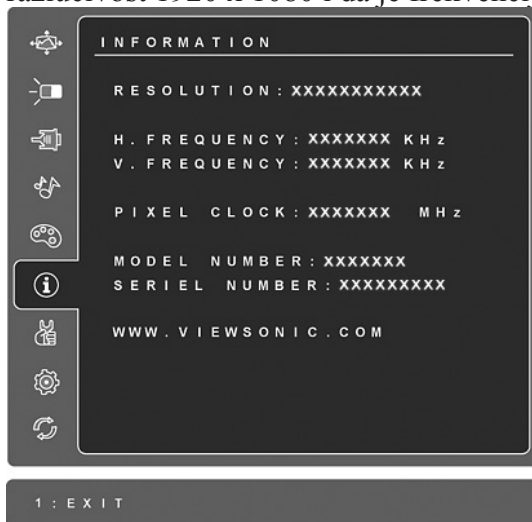 INFORMATION
RESOLUTION: XXXXXXXXXXX
H. FREQUENCY: XXXXXXX KHz
V. FREQUENCY: XXXXXXX KHz
PIXEL CLOCK: XXXXXXX MHz
MODEL NUMBER: XXXXXXX
SERIEL NUMBER: XXXXXXXXX
WWW.VIEWSONIC.COM
1: EXIT